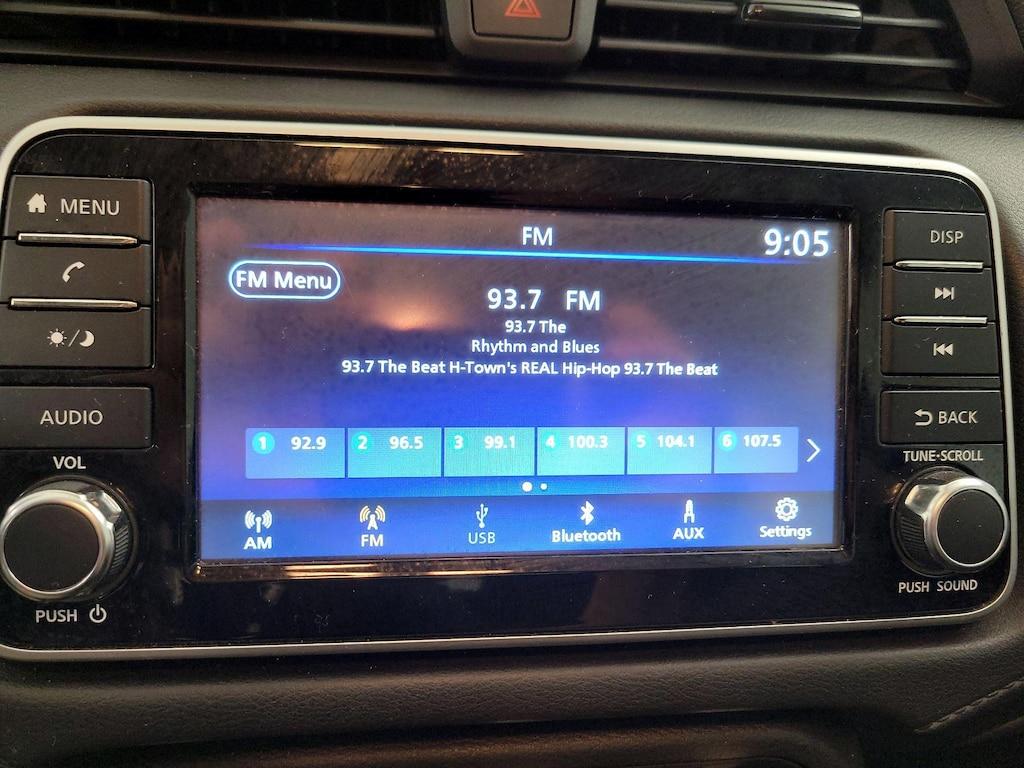 MENU
AUDIO
VOL
PUSH
FM
9:05
FM Menu
93.7 FM
93.7 The
Rhythm and Blues
93.7 The Beat H-Town's REAL Hip-Hop 93.7 The Beat
1 92.9 2 96.5 3 99.1 4 100.3 5 104.1 6 107.5
AM FM USB Bluetooth AUX Settings
DISP
BACK
TUNE·SCROLL
PUSH SOUND